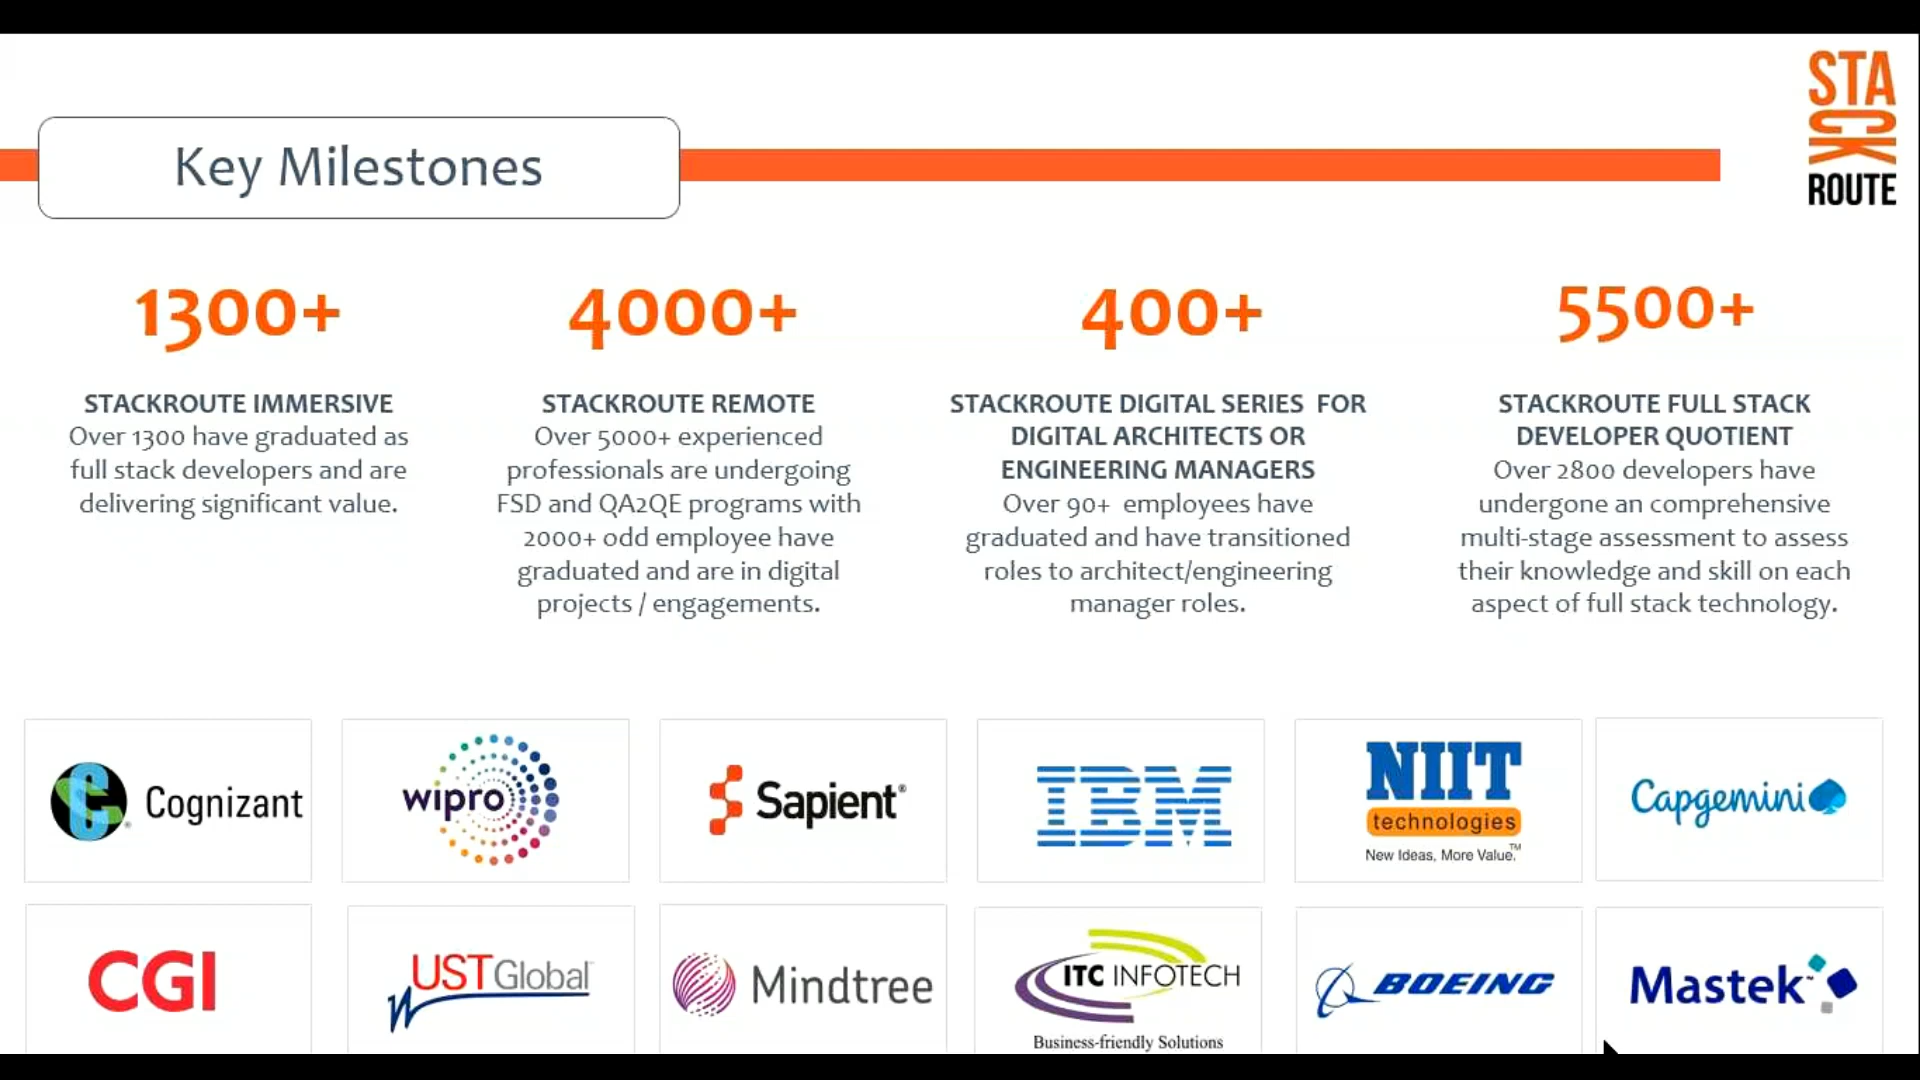 STA
CK
ROUTE
Key Milestones
1300+
STACKROUTE IMMERSIVE
Over 1300 have graduated as
full stack developers and are
delivering significant value.
4000+
STACKROUTE REMOTE
Over 5000+ experienced
professionals are undergoing
FSD and QA2QE programs with
2000+ odd employee have
graduated and are in digital
projects / engagements.
400+
STACKROUTE DIGITAL SERIES FOR
DIGITAL ARCHITECTS OR
ENGINEERING MANAGERS
Over 90+ employees have
graduated and have transitioned
roles to architect/engineering
manager roles.
5500+
STACKROUTE FULL STACK
DEVELOPER QUOTIENT
Over 2800 developers have
undergone an comprehensive
multi-stage assessment to assess
their knowledge and skill on each
aspect of full stack technology.
Cognizant
wipro
Sapient®
IBM
NIIT
technologies
New Ideas, More Value.™
Capgemini
CGI
UST Global
Mindtree
ITC INFOTECH
Business-friendly Solutions
BOEING
Mastek™